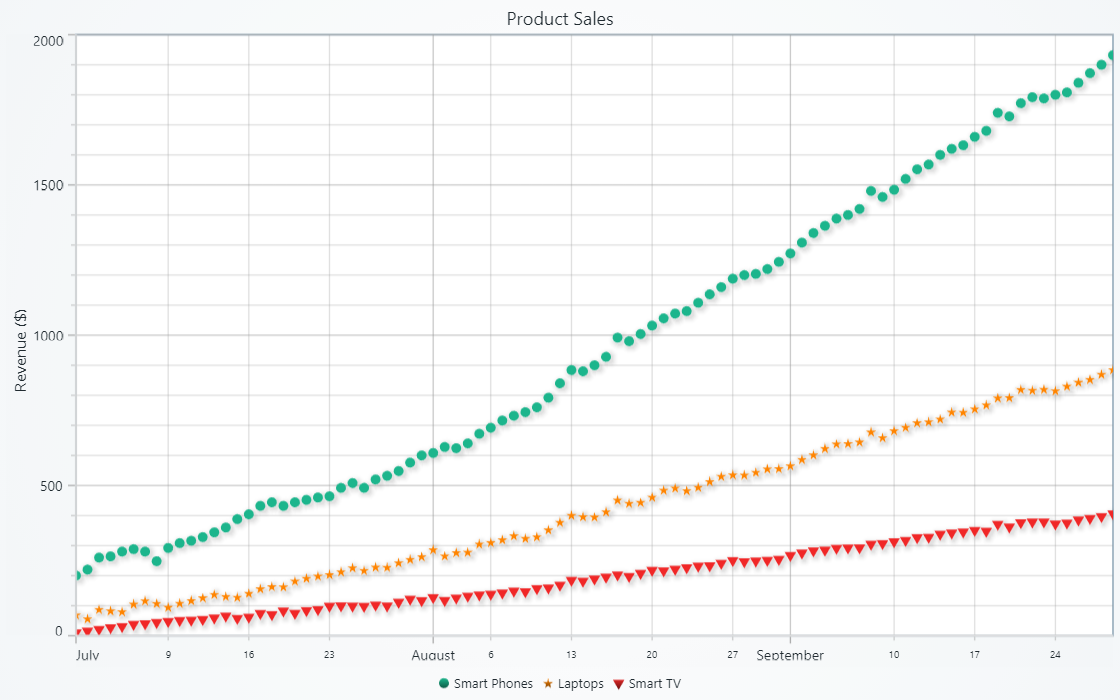 Product Sales
2000
1500
1000
500
0
Revenue ($)
July 9 16 23 August 6 13 20 27 September 10 17 24
Smart Phones Laptops Smart TV